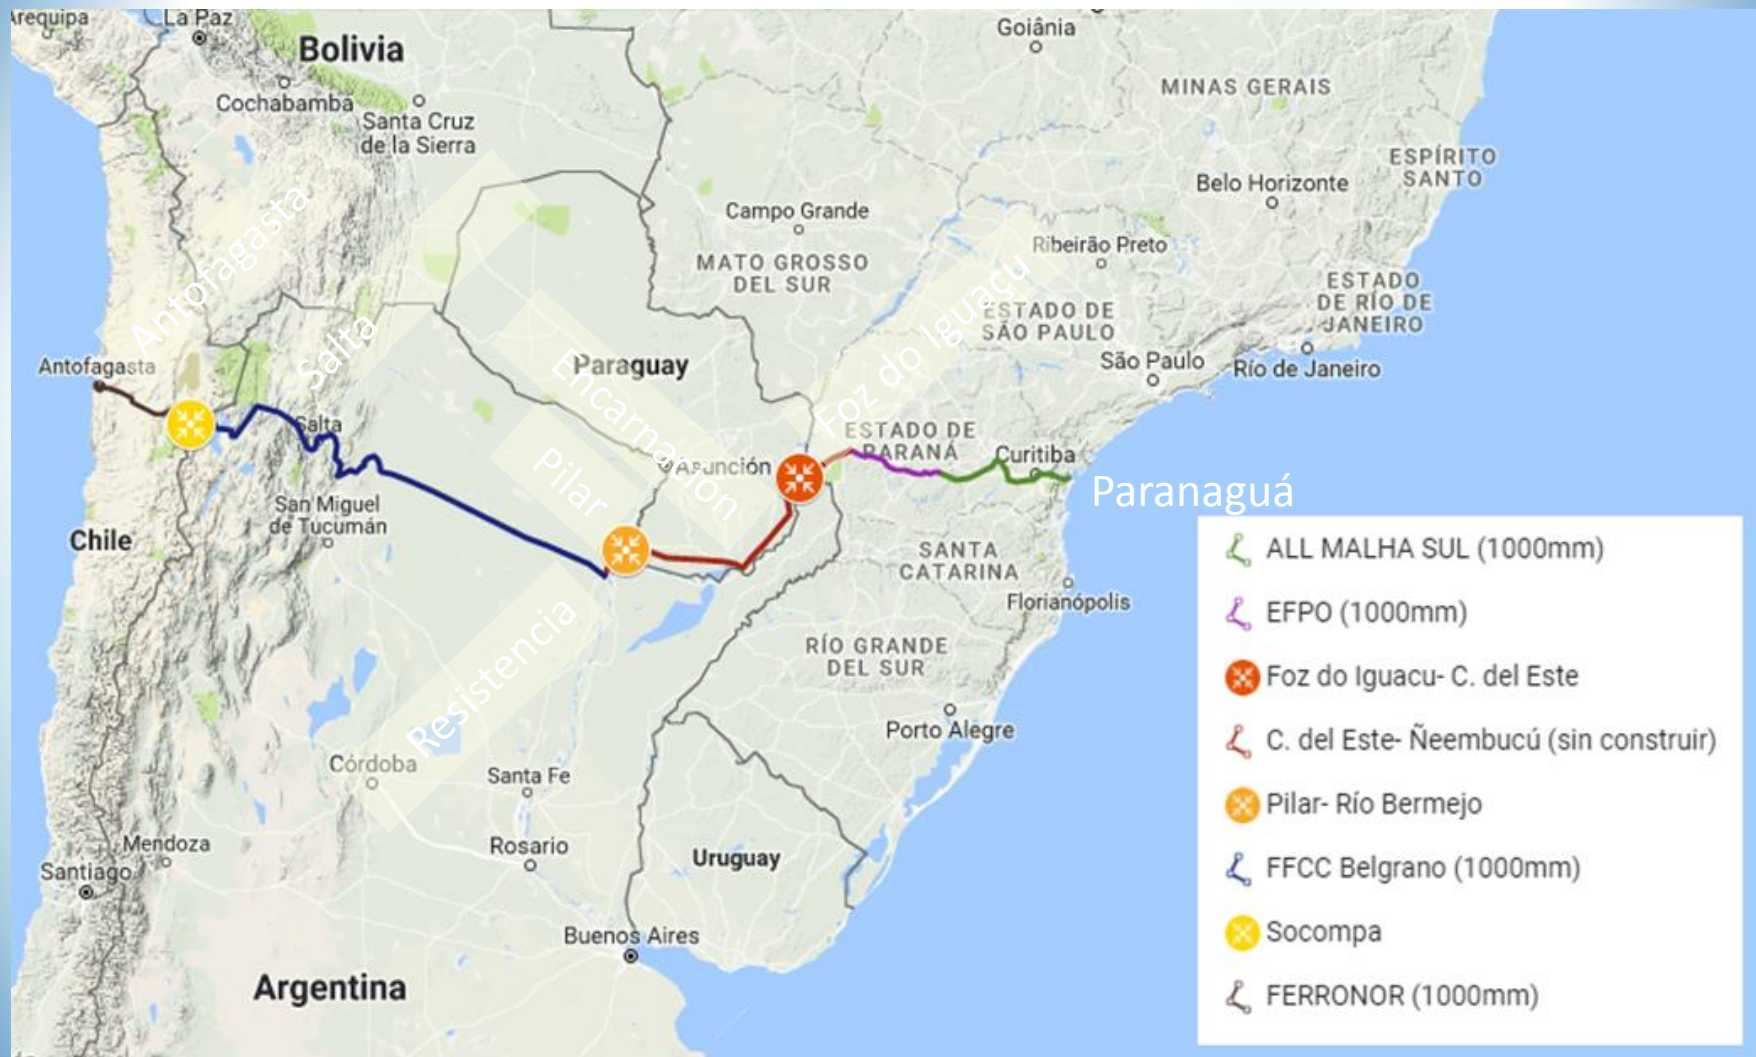 Arequipa
La Paz
Bolivia
Goiânia
MINAS GERAIS
Cochabamba
Santa Cruz
de la Sierra
ESPÍRITO
SANTO
Belo Horizonte
Campo Grande
Antofagasta
Salta
Ribeirão Preto
MATO GROSSO
DEL SUR
Foz do Iguaçu
ESTADO DE
SÃO PAULO
ESTADO
DE RÍO DE
JANEIRO
Antofagasta
Paraguay
Encarnación
São Paulo
Río de Janeiro
Salta
ESTADO DE
PARANÁ
Curitiba
Pilar
Asunción
Paranaguá
San Miguel
de Tucumán
Chile
SANTA
CATARINA
Florianópolis
Resistencia
RÍO GRANDE
DEL SUR
Porto Alegre
Córdoba
Santa Fe
Mendoza
Rosario
Uruguay
Santiago
Buenos Aires
Argentina
ALL MALHA SUL (1000mm)
EFPO (1000mm)
Foz do Iguacu- C. del Este
C. del Este- Ñeembucú (sin construir)
Pilar- Río Bermejo
FFCC Belgrano (1000mm)
Socompa
FERRONOR (1000mm)